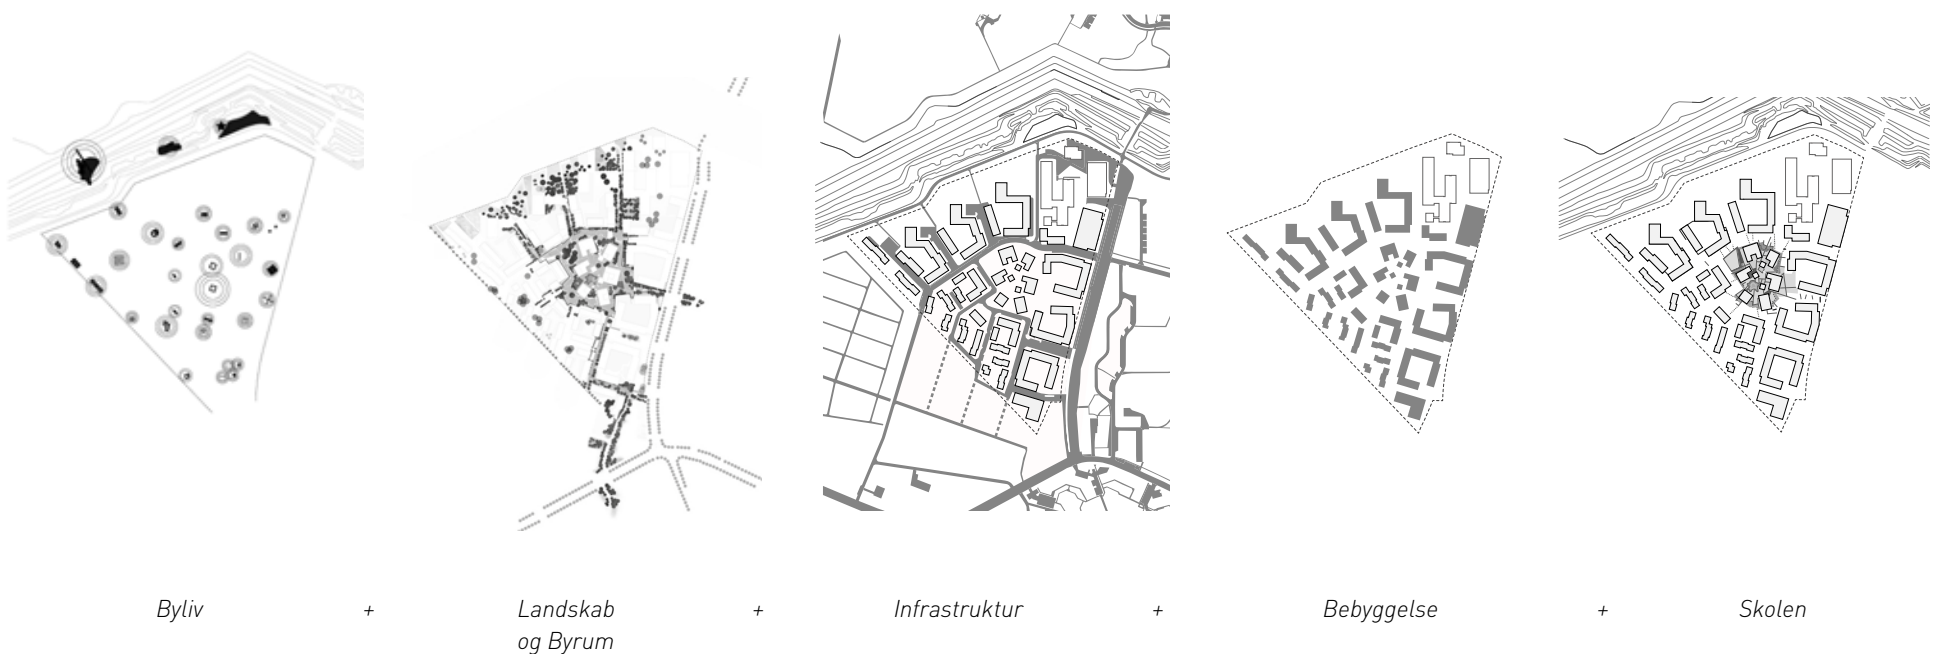 Byliv + Landskab + Infrastruktur + Bebyggelse + Skolen
og Byrum